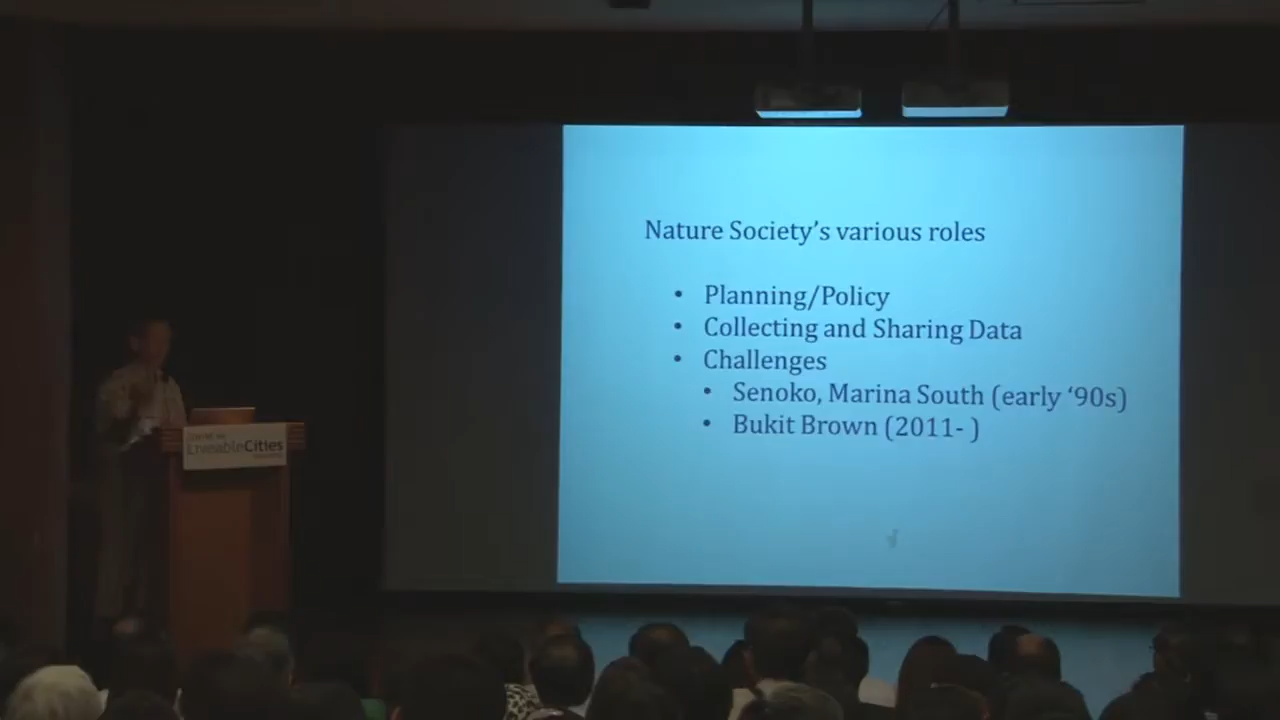 Nature Society's various roles
• Planning/Policy
• Collecting and Sharing Data
• Challenges
• Senoko, Marina South (early ‘90s)
• Bukit Brown (2011- )
LiveableCities